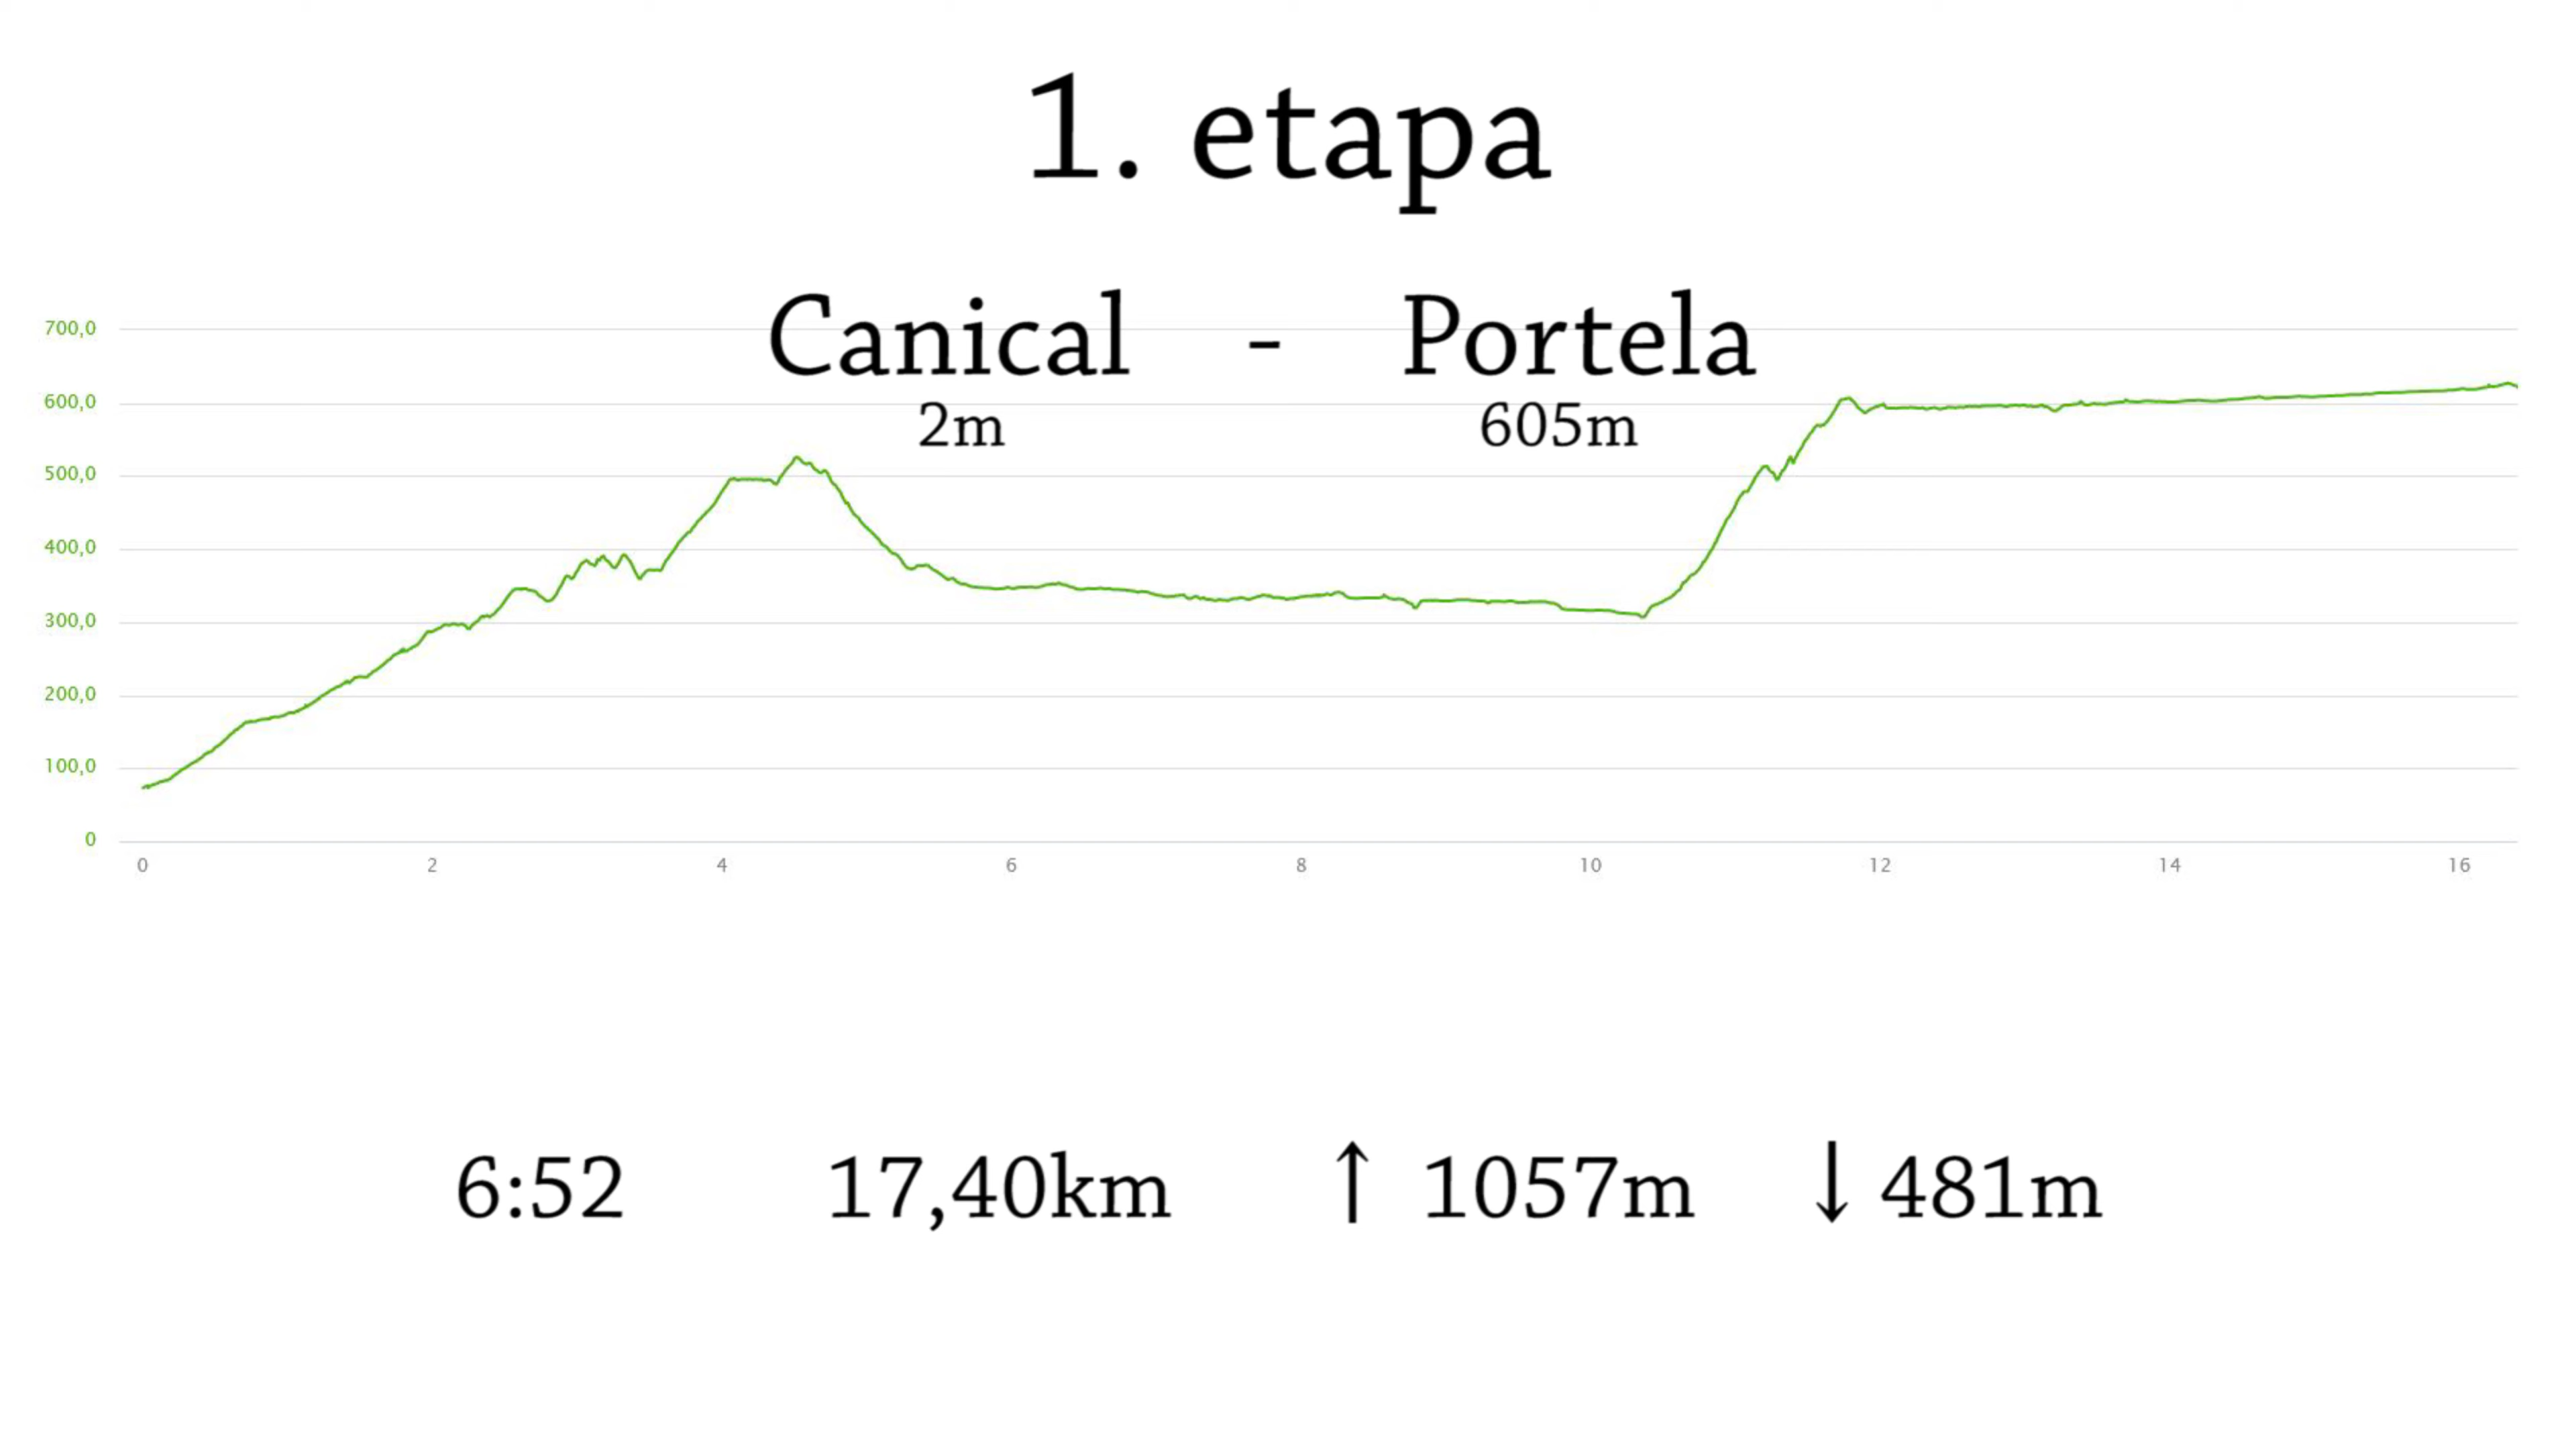 1. etapa
Canical - Portela
2m 605m
700,0
600,0
500,0
400,0
300,0
200,0
100,0
0
0 2 4 6 8 10 12 14 16
6:52 17,40km ↑ 1057m ↓ 481m